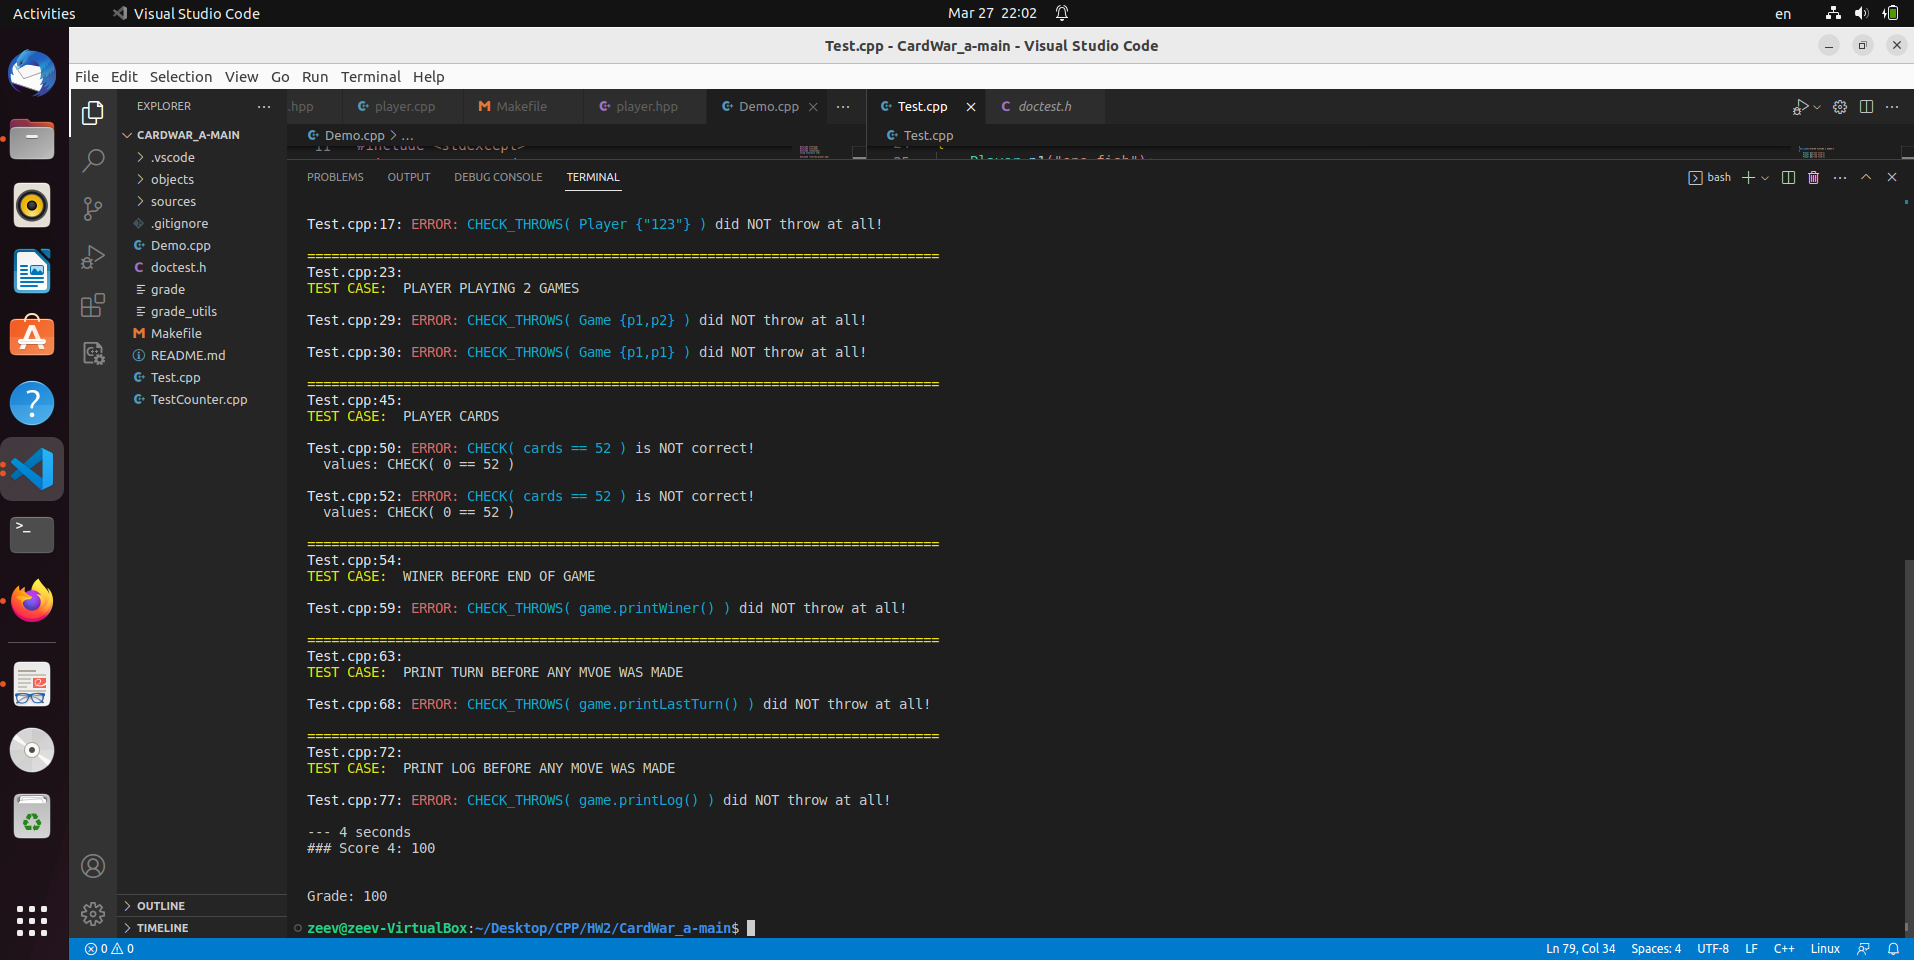 Activities
Visual Studio Code
Mar 27 22:02
en
Test.cpp - CardWar_a-main - Visual Studio Code
File Edit Selection View Go Run Terminal Help
EXPLORER
.hpp
player.cpp
Makefile
player.hpp
Demo.cpp
Test.cpp
doctest.h
Demo.cpp > ...
Test.cpp
CARDWAR_A-MAIN
.vscode
objects
sources
.gitignore
Demo.cpp
doctest.h
grade
grade_utils
Makefile
README.md
Test.cpp
TestCounter.cpp
OUTLINE
TIMELINE
11 #include <stdexcept>
PROBLEMS OUTPUT DEBUG CONSOLE TERMINAL
bash
Test.cpp:17: ERROR: CHECK_THROWS( Player {"123"} ) did NOT throw at all!
===============================================================================
Test.cpp:23:
TEST CASE:  PLAYER PLAYING 2 GAMES
Test.cpp:29: ERROR: CHECK_THROWS( Game {p1,p2} ) did NOT throw at all!
Test.cpp:30: ERROR: CHECK_THROWS( Game {p1,p1} ) did NOT throw at all!
===============================================================================
Test.cpp:45:
TEST CASE:  PLAYER CARDS
Test.cpp:50: ERROR: CHECK( cards == 52 ) is NOT correct!
  values: CHECK( 0 == 52 )
Test.cpp:52: ERROR: CHECK( cards == 52 ) is NOT correct!
  values: CHECK( 0 == 52 )
===============================================================================
Test.cpp:54:
TEST CASE:  WINER BEFORE END OF GAME
Test.cpp:59: ERROR: CHECK_THROWS( game.printWiner() ) did NOT throw at all!
===============================================================================
Test.cpp:63:
TEST CASE:  PRINT TURN BEFORE ANY MVOE WAS MADE
Test.cpp:68: ERROR: CHECK_THROWS( game.printLastTurn() ) did NOT throw at all!
===============================================================================
Test.cpp:72:
TEST CASE:  PRINT LOG BEFORE ANY MOVE WAS MADE
Test.cpp:77: ERROR: CHECK_THROWS( game.printLog() ) did NOT throw at all!
--- 4 seconds
### Score 4: 100
Grade: 100
zeev@zeev-VirtualBox:~/Desktop/CPP/HW2/CardWar_a-main$
0 0
Ln 79, Col 34 Spaces: 4 UTF-8 LF C++ Linux